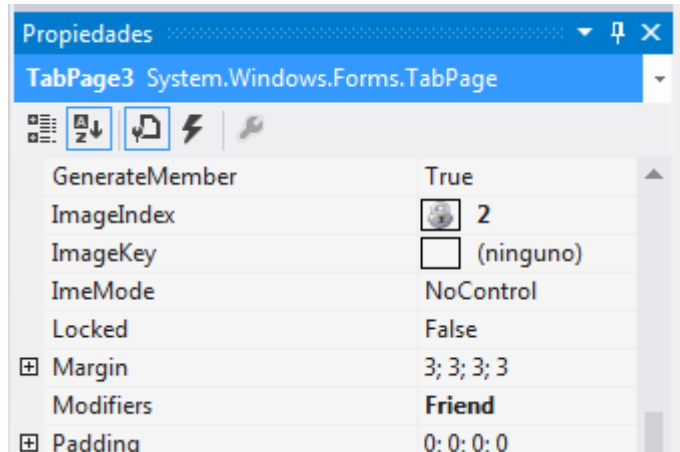 Propiedades
TabPage3 System.Windows.Forms.TabPage
GenerateMember True
ImageIndex 2
ImageKey (ninguno)
ImeMode NoControl
Locked False
Margin 3; 3; 3; 3
Modifiers Friend
Padding 0; 0; 0; 0